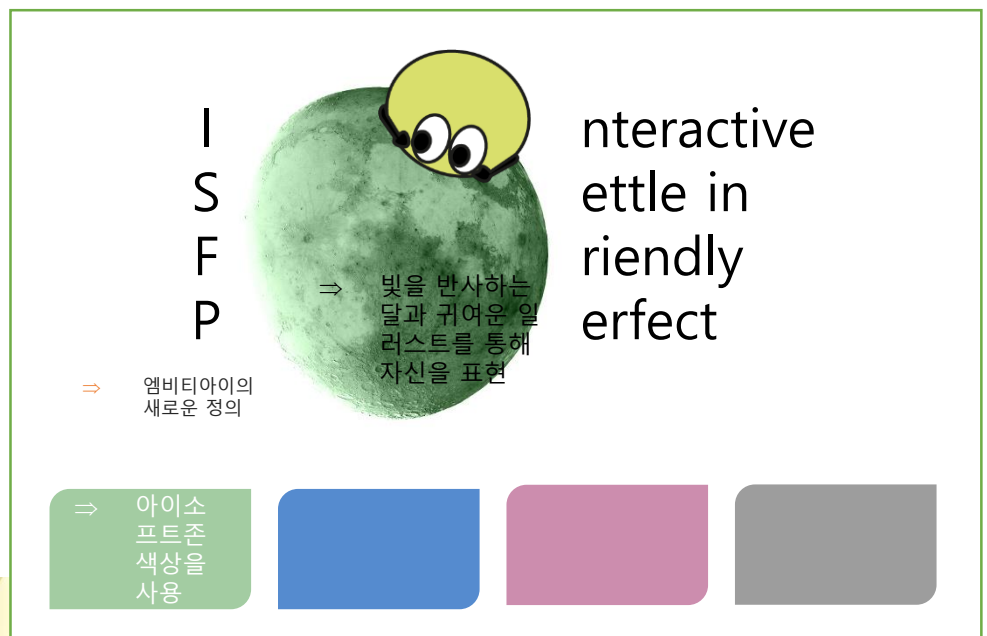 I nteractive
S ettle in
F riendly
P erfect
⇒ 빛을 반사하는
달과 귀여운 일
러스트를 통해
자신을 표현
⇒ 엠비티아이의
새로운 정의
⇒ 아이소
프트존
색상을
사용